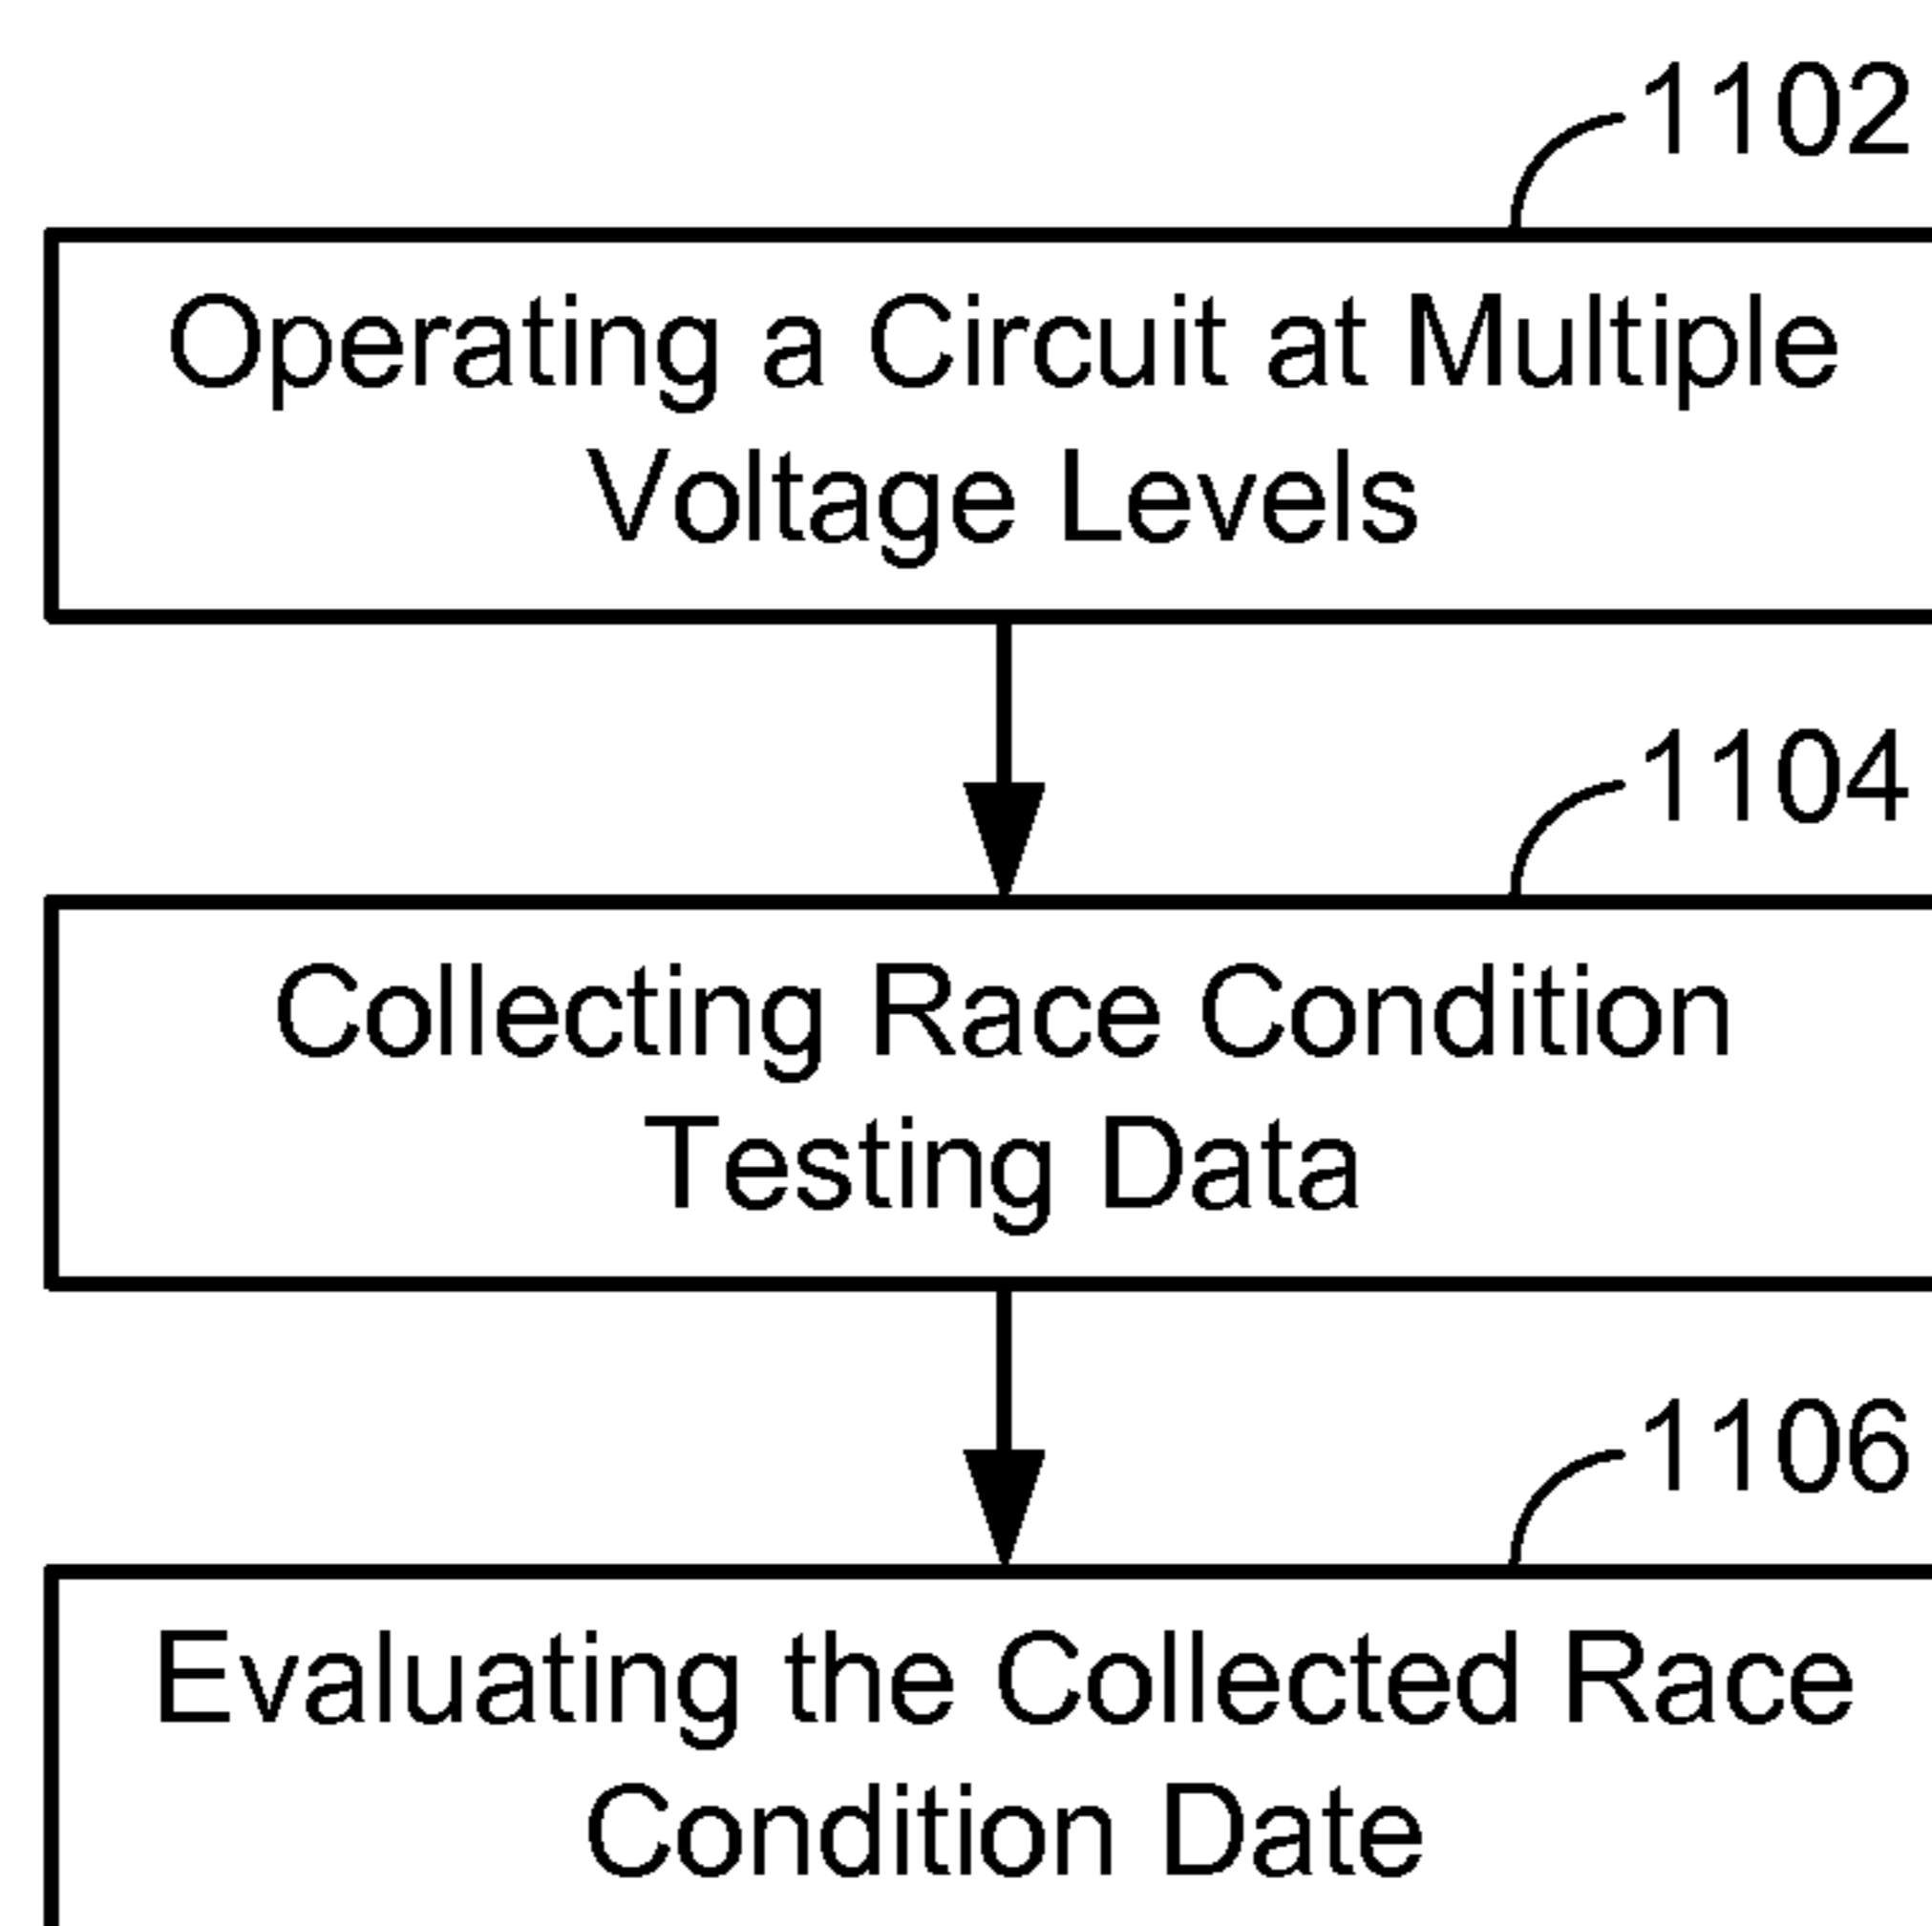 1102
Operating a Circuit at Multiple
Voltage Levels
1104
Collecting Race Condition
Testing Data
1106
Evaluating the Collected Race
Condition Date